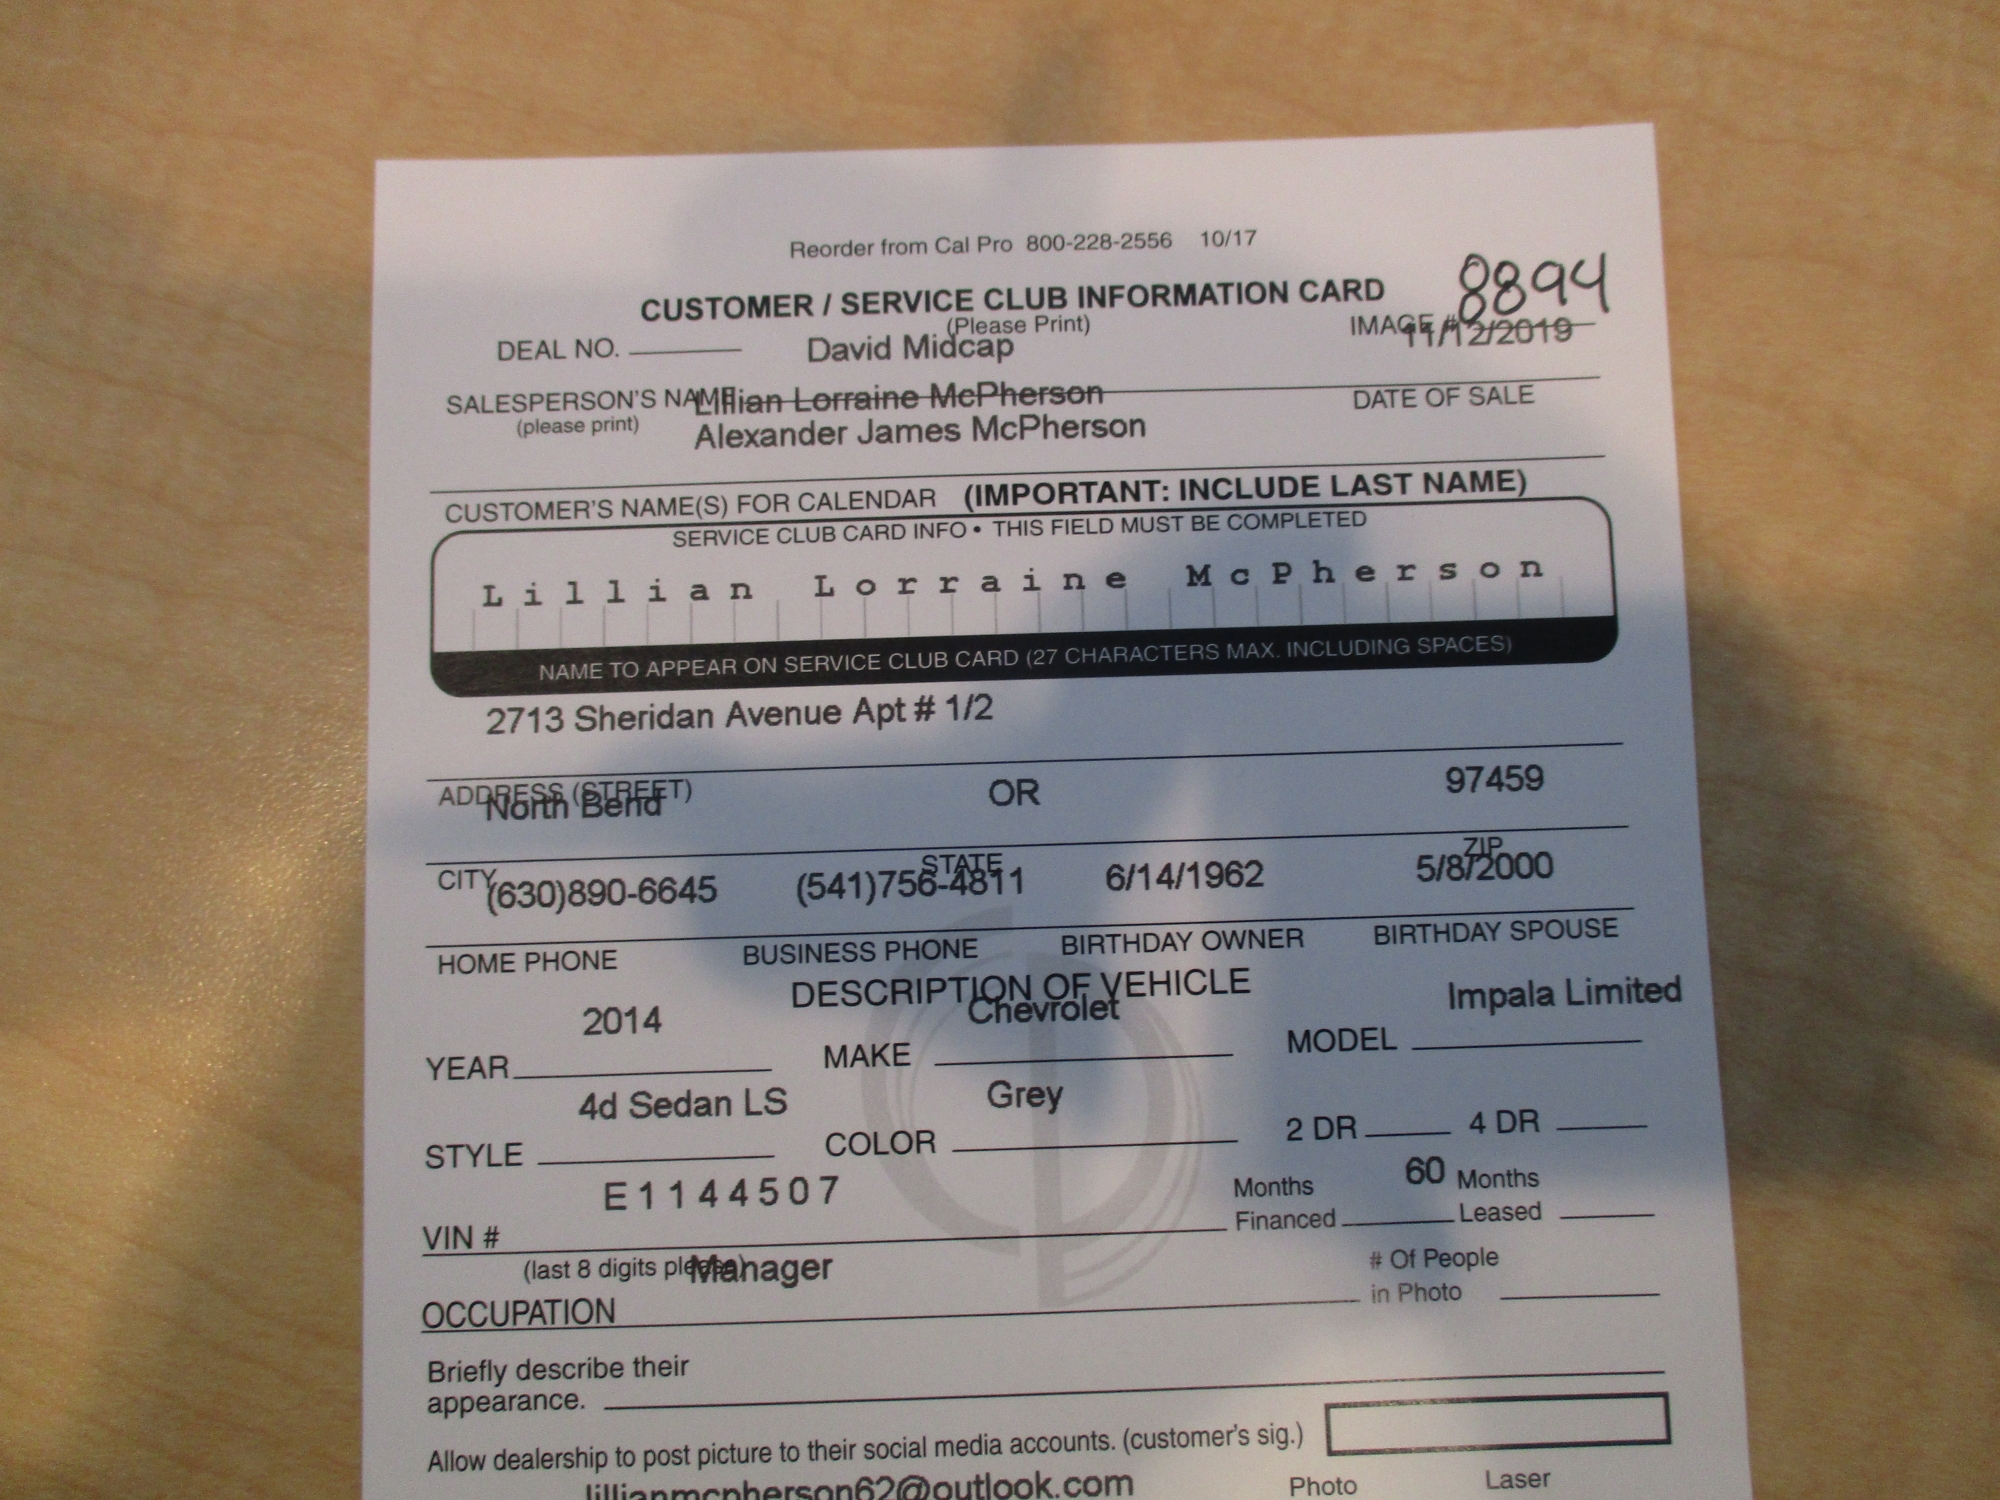 Reorder from Cal Pro 800-228-2556 10/17
8894
CUSTOMER / SERVICE CLUB INFORMATION CARD
(Please Print)
DEAL NO. David Midcap IMAGE # 11/12/2019
SALESPERSON'S NAME Lillian Lorraine McPherson DATE OF SALE
(please print) Alexander James McPherson
CUSTOMER'S NAME(S) FOR CALENDAR (IMPORTANT: INCLUDE LAST NAME)
SERVICE CLUB CARD INFO • THIS FIELD MUST BE COMPLETED
Lillian Lorraine McPherson
NAME TO APPEAR ON SERVICE CLUB CARD (27 CHARACTERS MAX. INCLUDING SPACES)
2713 Sheridan Avenue Apt # 1/2
ADDRESS (STREET)
North Bend OR 97459
CITY STATE ZIP
(630)890-6645 (541)756-4811 6/14/1962 5/8/2000
HOME PHONE BUSINESS PHONE BIRTHDAY OWNER BIRTHDAY SPOUSE
DESCRIPTION OF VEHICLE
2014 Chevrolet Impala Limited
YEAR MAKE MODEL
4d Sedan LS Grey
STYLE COLOR 2 DR 4 DR
E1144507 Months 60 Months
VIN # Financed Leased
(last 8 digits please) Manager # Of People
OCCUPATION in Photo
Briefly describe their
appearance.
Allow dealership to post picture to their social media accounts. (customer's sig.)
lillianmcpherson62@outlook.com Photo Laser